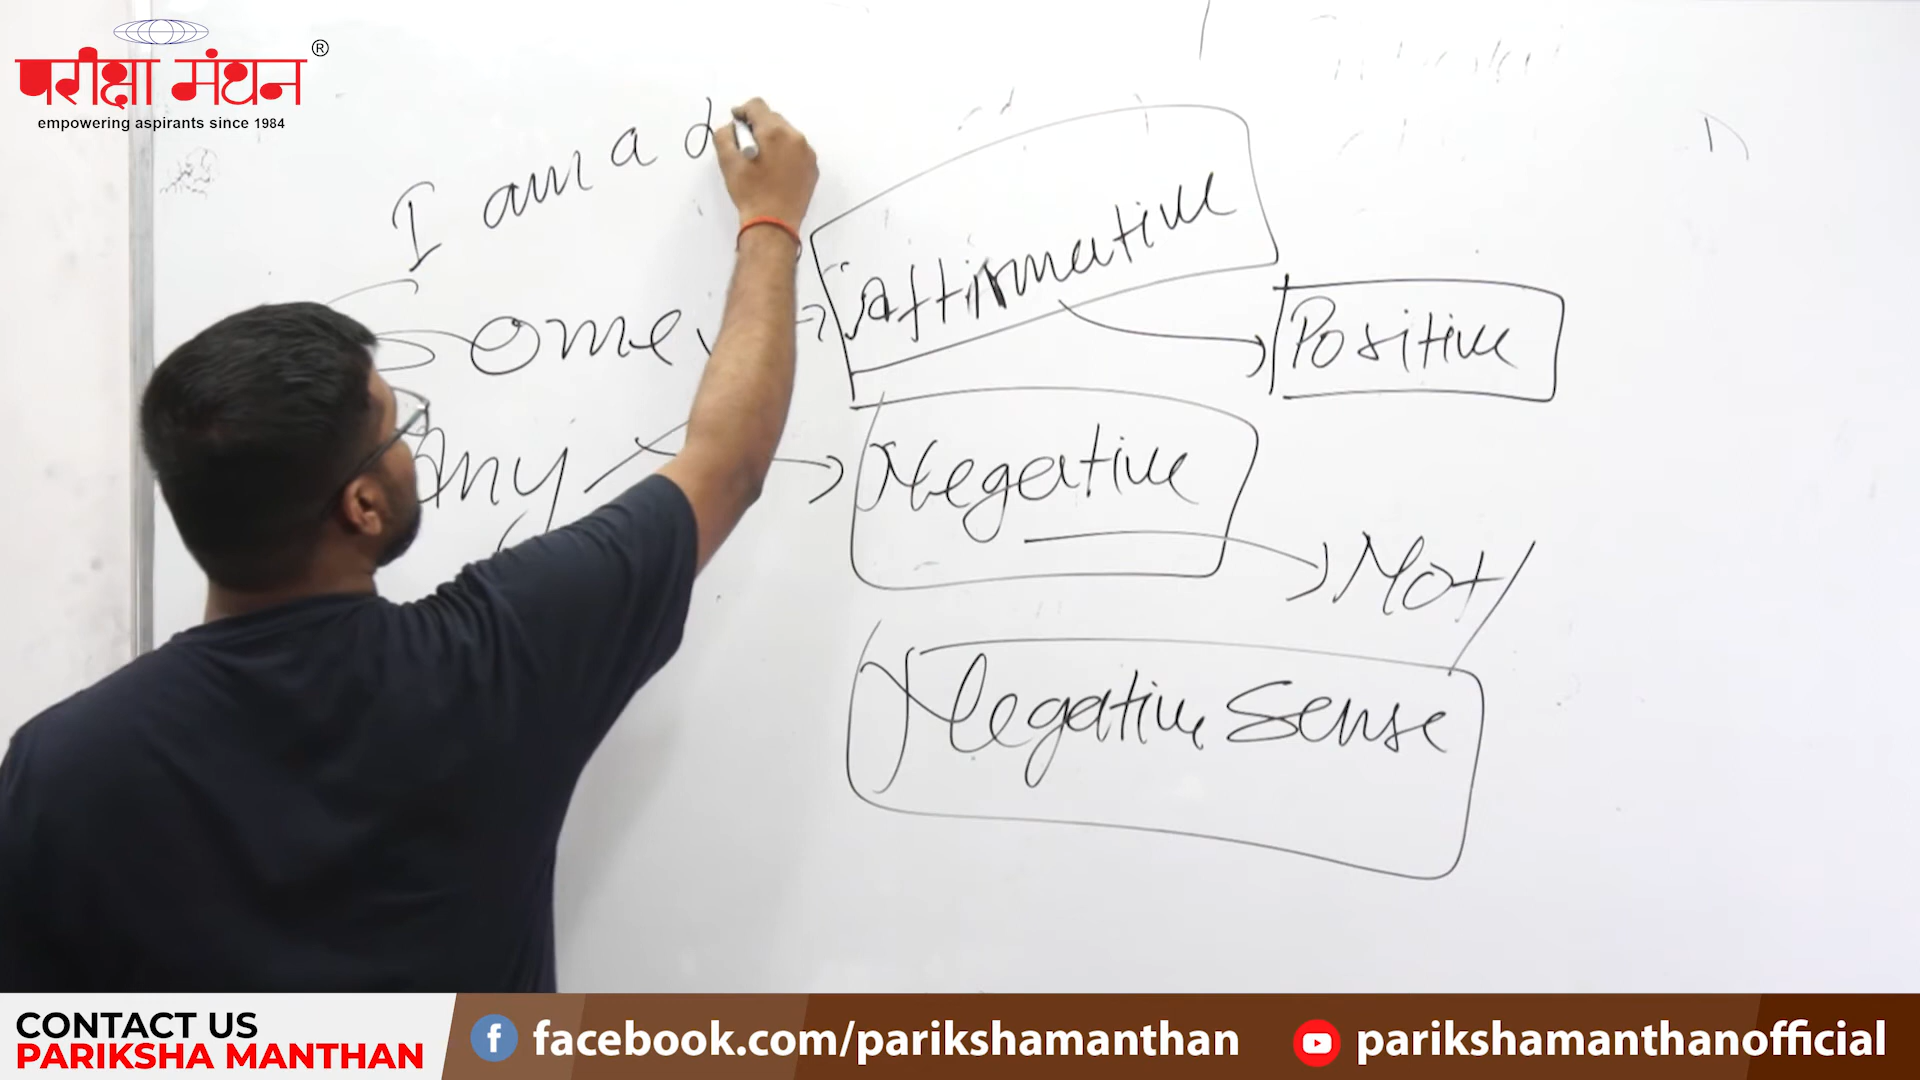 परीक्षा मंथन ®
empowering aspirants since 1984
I am a
Some affirmative
Positive
Any Negative
Not
Negative Sense
CONTACT US
PARIKSHA MANTHAN
facebook.com/parikshamanthan
parikshamanthanofficial